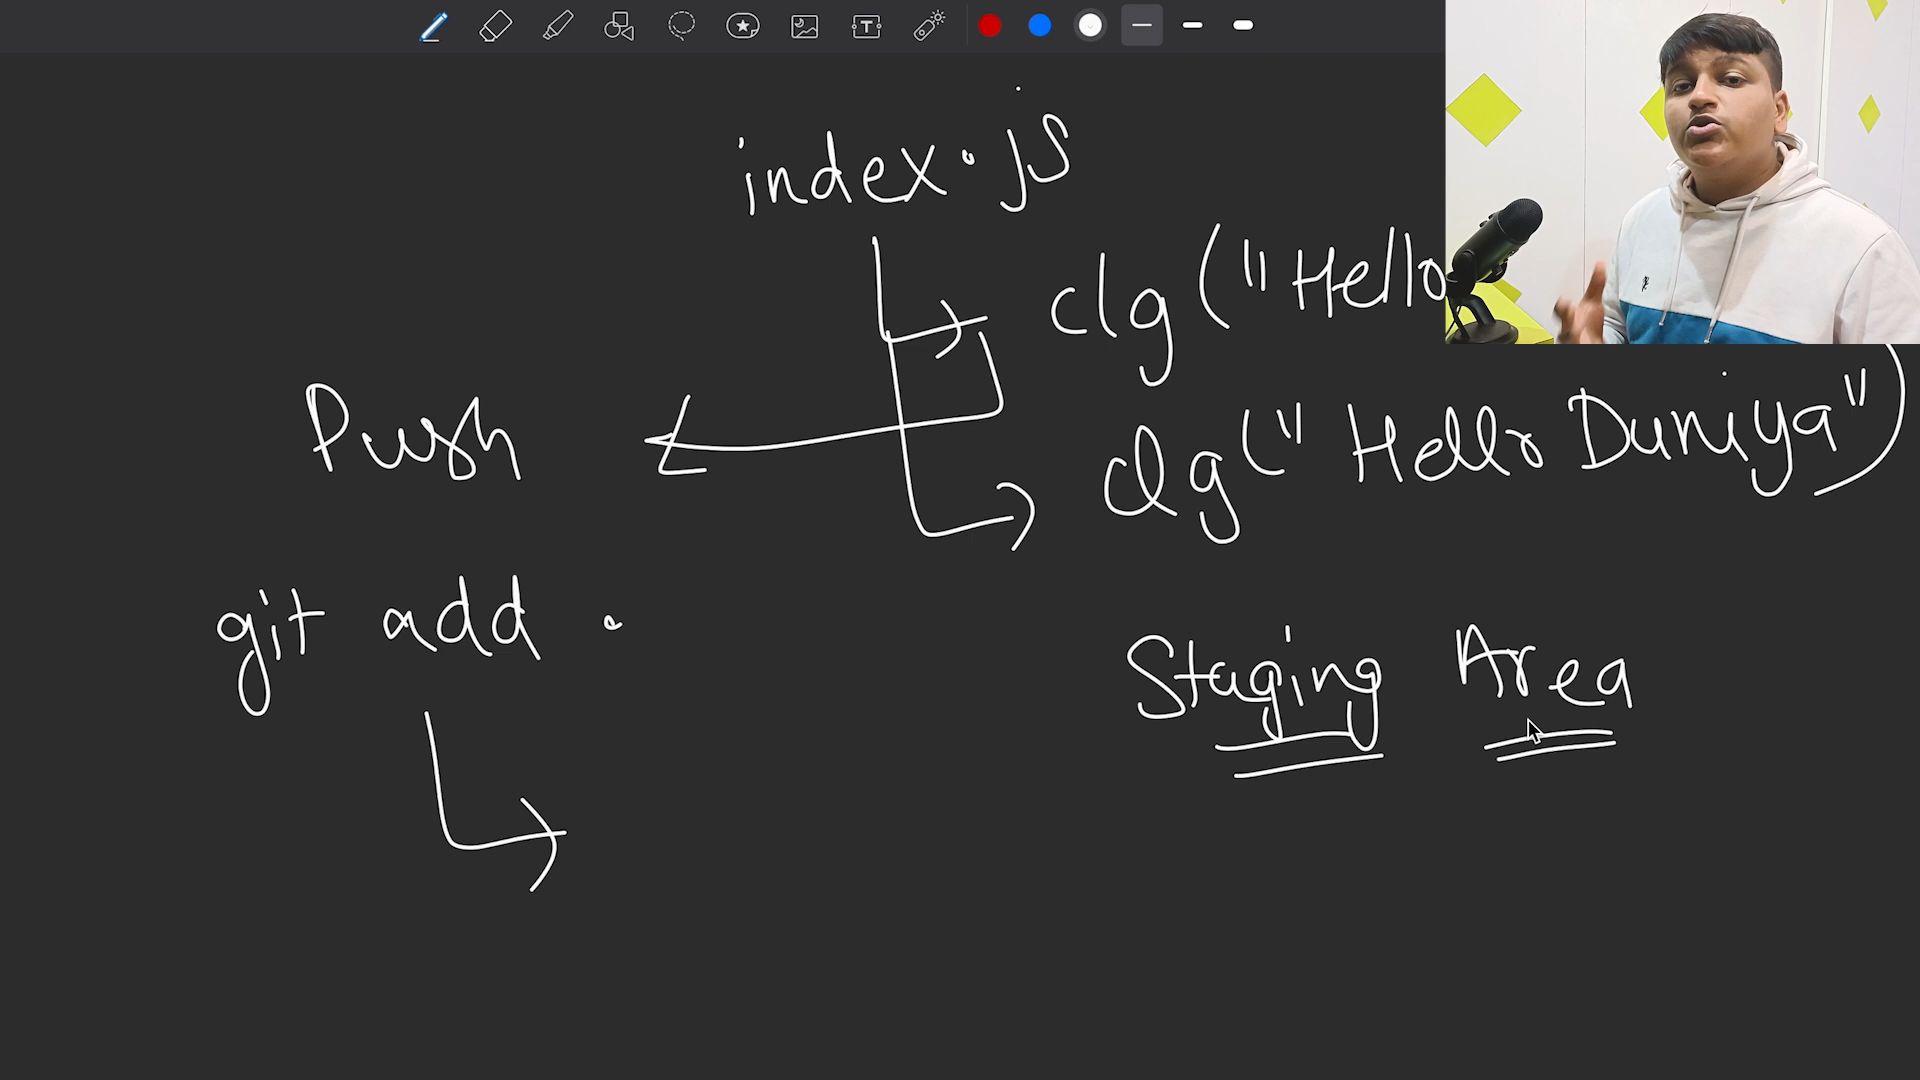 index.js
clg("Hello
clg("Hello Duniya")
Push
git add .
Staging Area